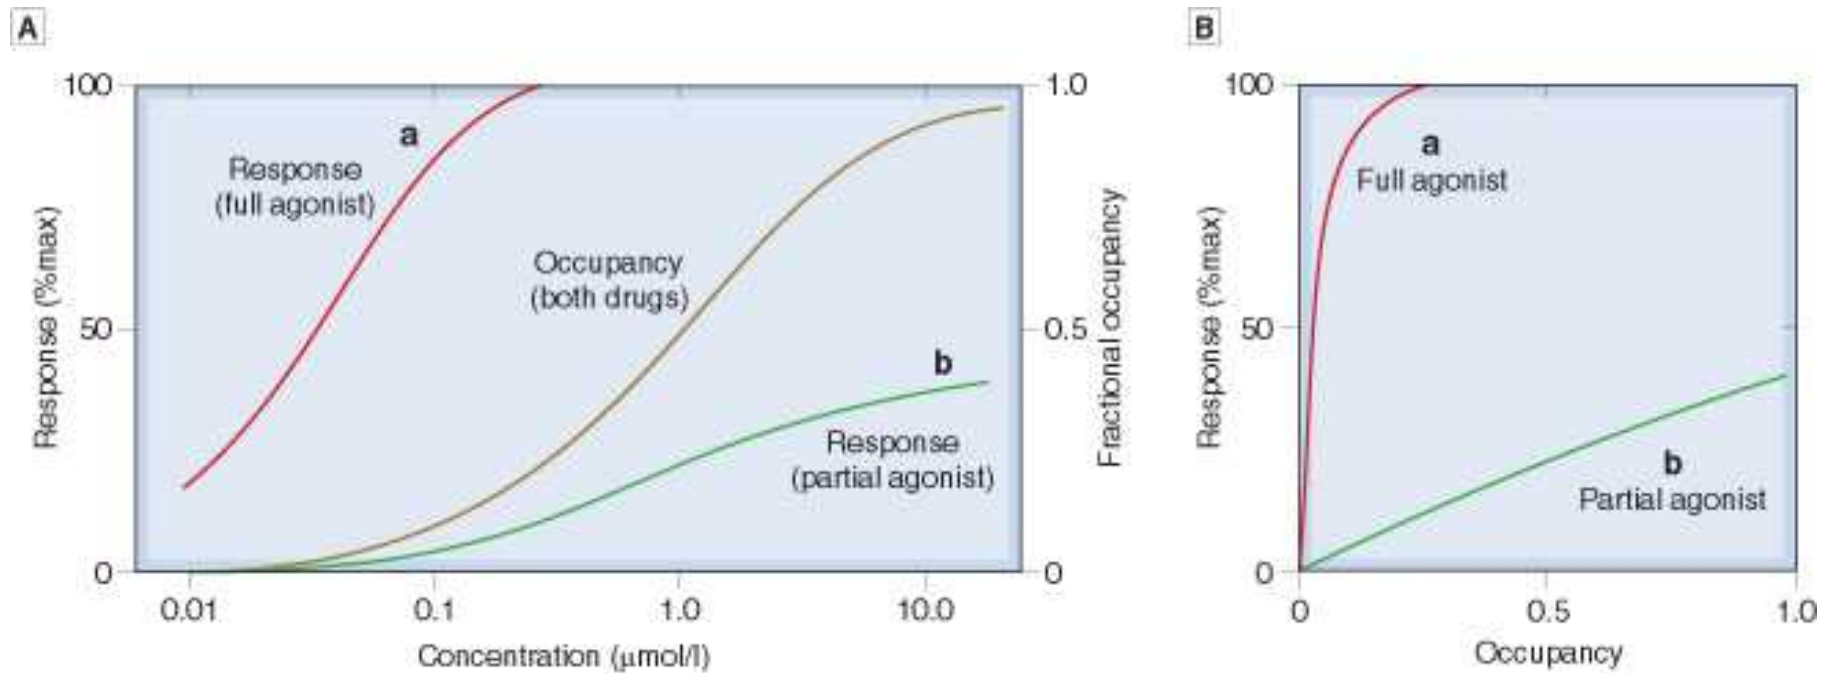 A
100
50
0
Response (%max)
a
Response
(full agonist)
Occupancy
(both drugs)
b
Response
(partial agonist)
1.0
0.5
0
Fractional occupancy
0.01
0.1
1.0
10.0
Concentration (μmol/l)
B
100
50
0
Response (%max)
a
Full agonist
b
Partial agonist
0
0.5
1.0
Occupancy